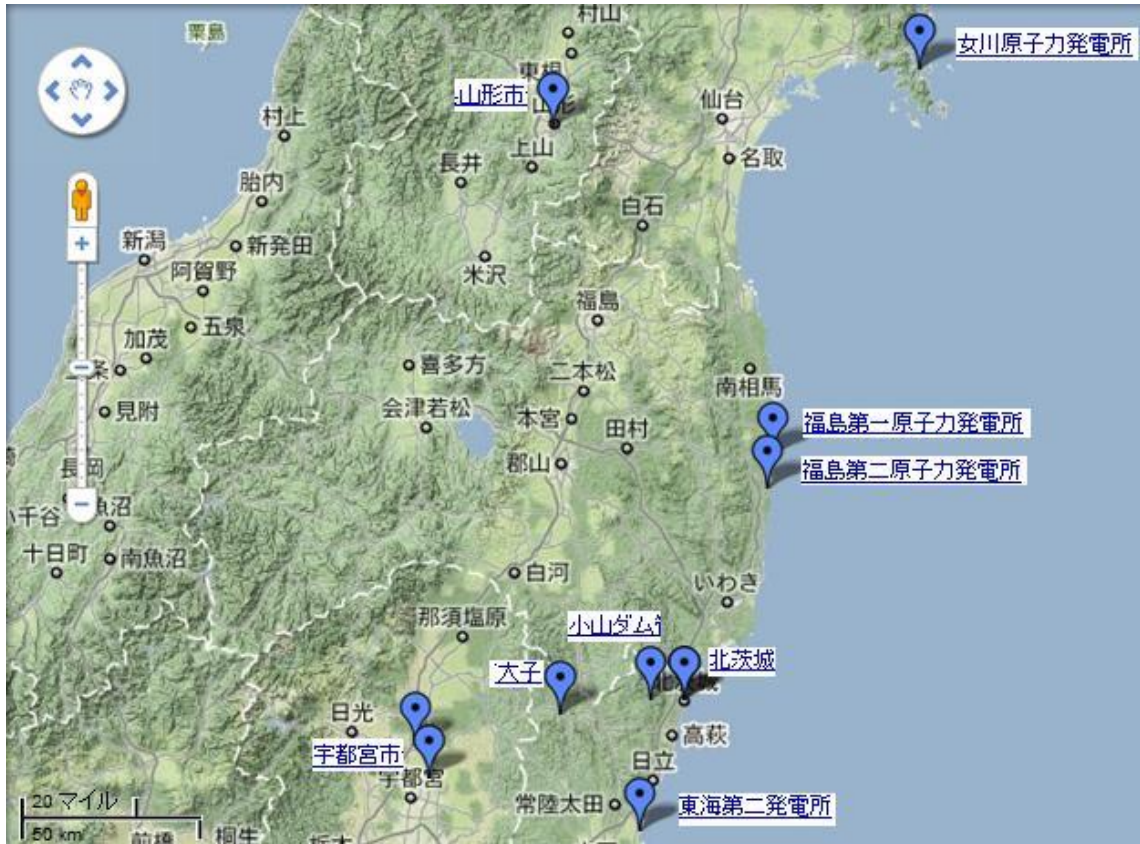 粟島
村山
東根
女川原子力発電所
山形市
山形
仙台
村上
上山
名取
長井
胎内
白石
新潟
新発田
阿賀野
米沢
福島
五泉
加茂
喜多方
二本松
南相馬
見附
会津若松
本宮
田村
福島第一原子力発電所
長岡
郡山
福島第二原子力発電所
魚沼
十日町
南魚沼
白河
いわき
那須塩原
小山ダム
大子
北茨城
日光
高萩
宇都宮市
日立
宇都宮
20 マイル
常陸太田
東海第二発電所
50 km
前橋
桐生
栃木